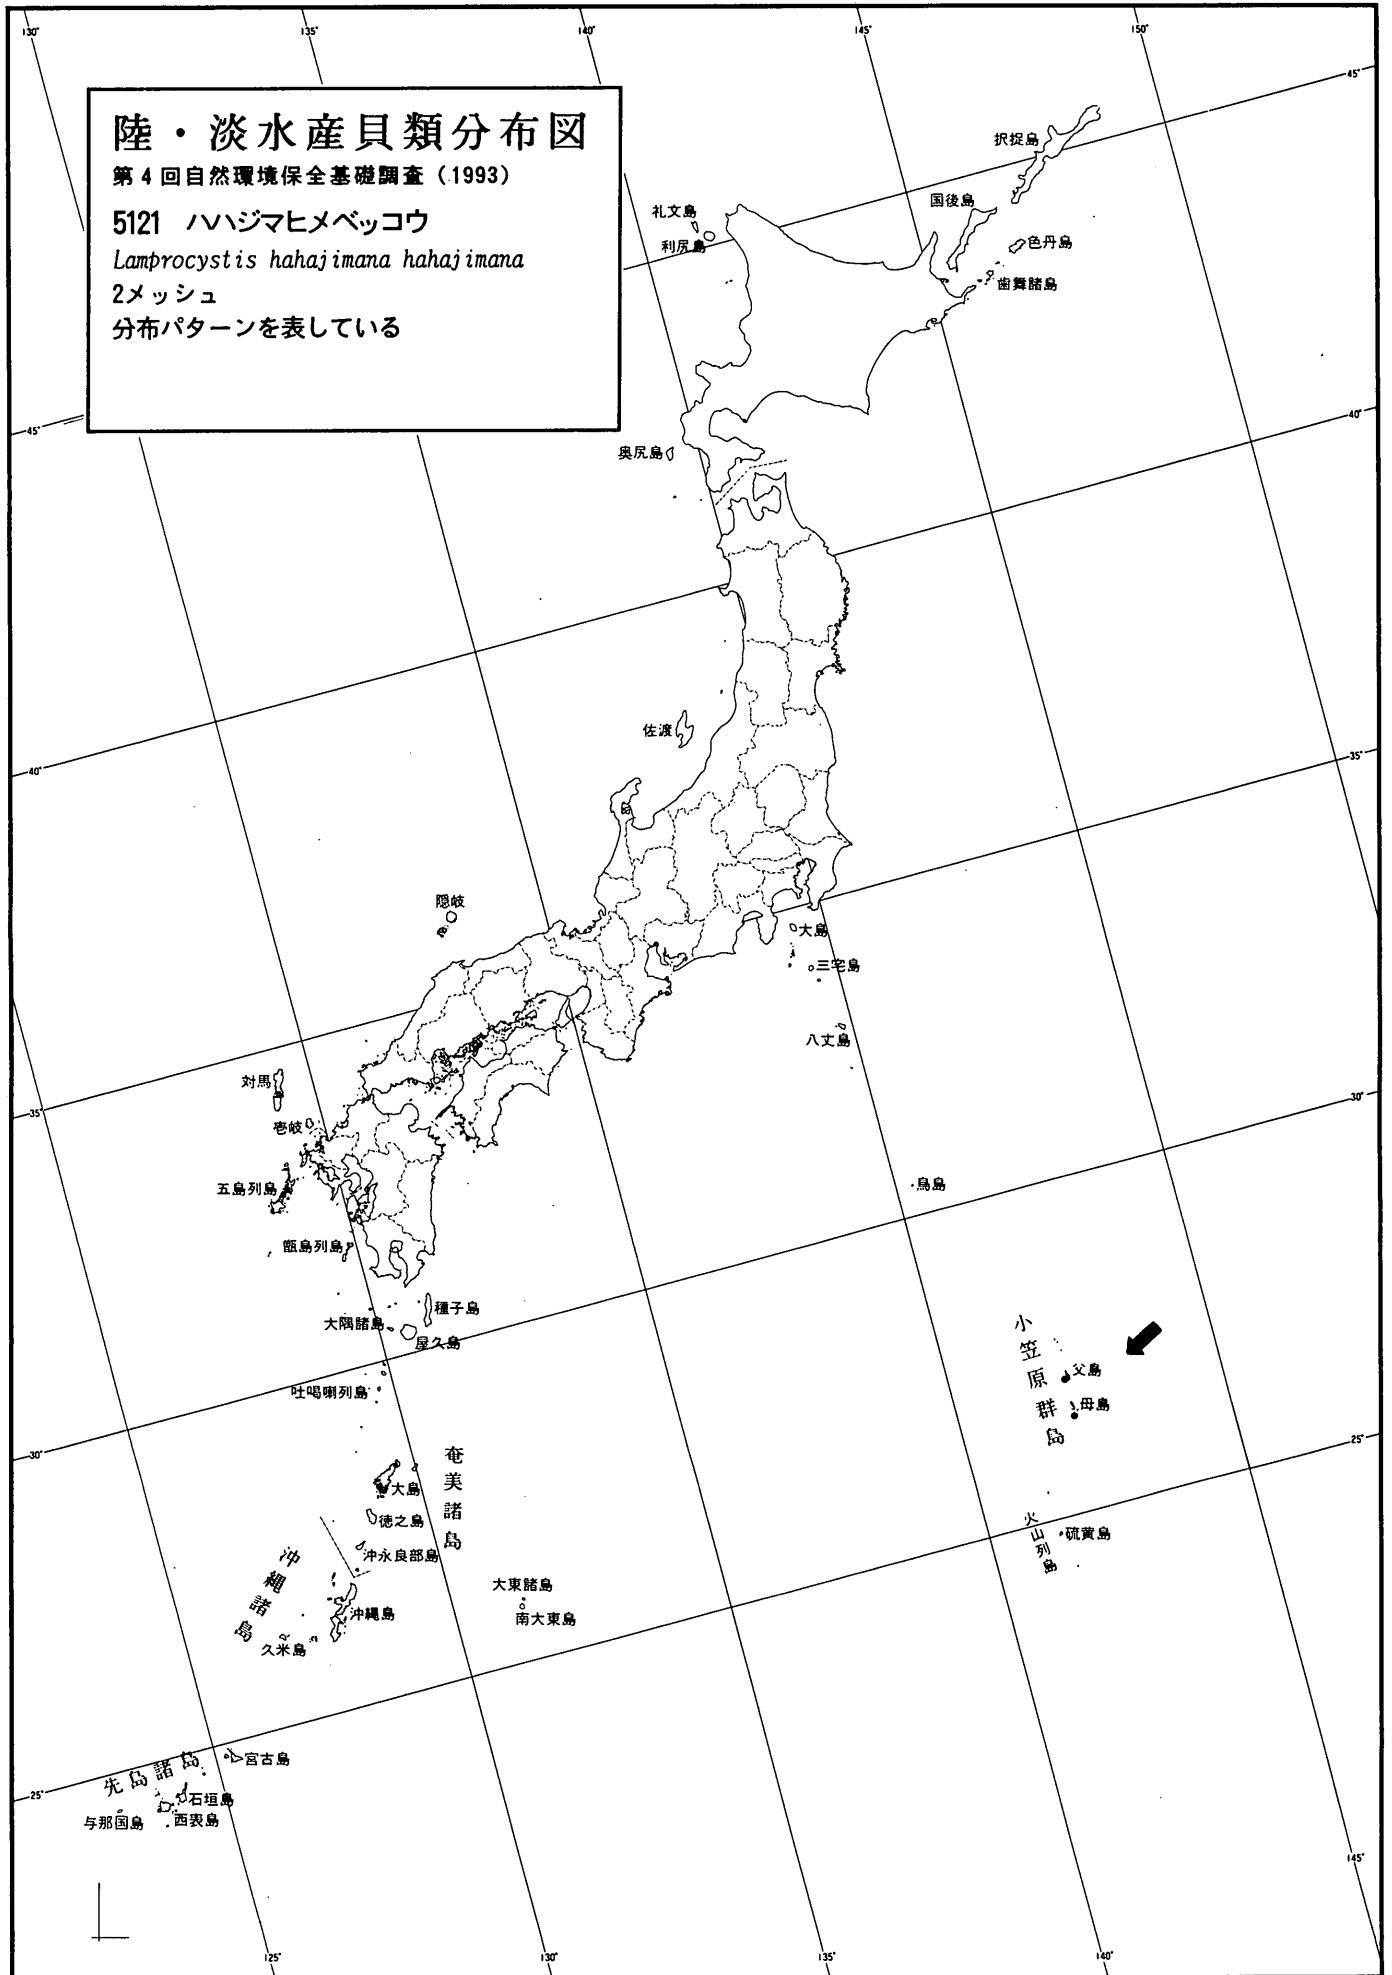 130°
135°
140°
145°
150°
陸・淡水産貝類分布図
第4回自然環境保全基礎調査（1993）
5121 ハハジマヒメベッコウ
Lamprocystis hahajimana hahajimana
2メッシュ
分布パターンを表している
45°
択捉島
国後島
色丹島
歯舞諸島
礼文島
利尻島
奥尻島
45°
40°
佐渡
40°
35°
隠岐
大島
三宅島
八丈島
対馬
壱岐
35°
30°
五島列島
甑島列島
鳥島
種子島
大隅諸島
屋久島
吐噶喇列島
小笠原群島
父島
母島
30°
25°
奄美諸島
大島
徳之島
沖永良部島
沖縄諸島
沖縄島
久米島
大東諸島
南大東島
火山列島
硫黄島
先島諸島
宮古島
石垣島
西表島
与那国島
25°
145°
125°
130°
135°
140°